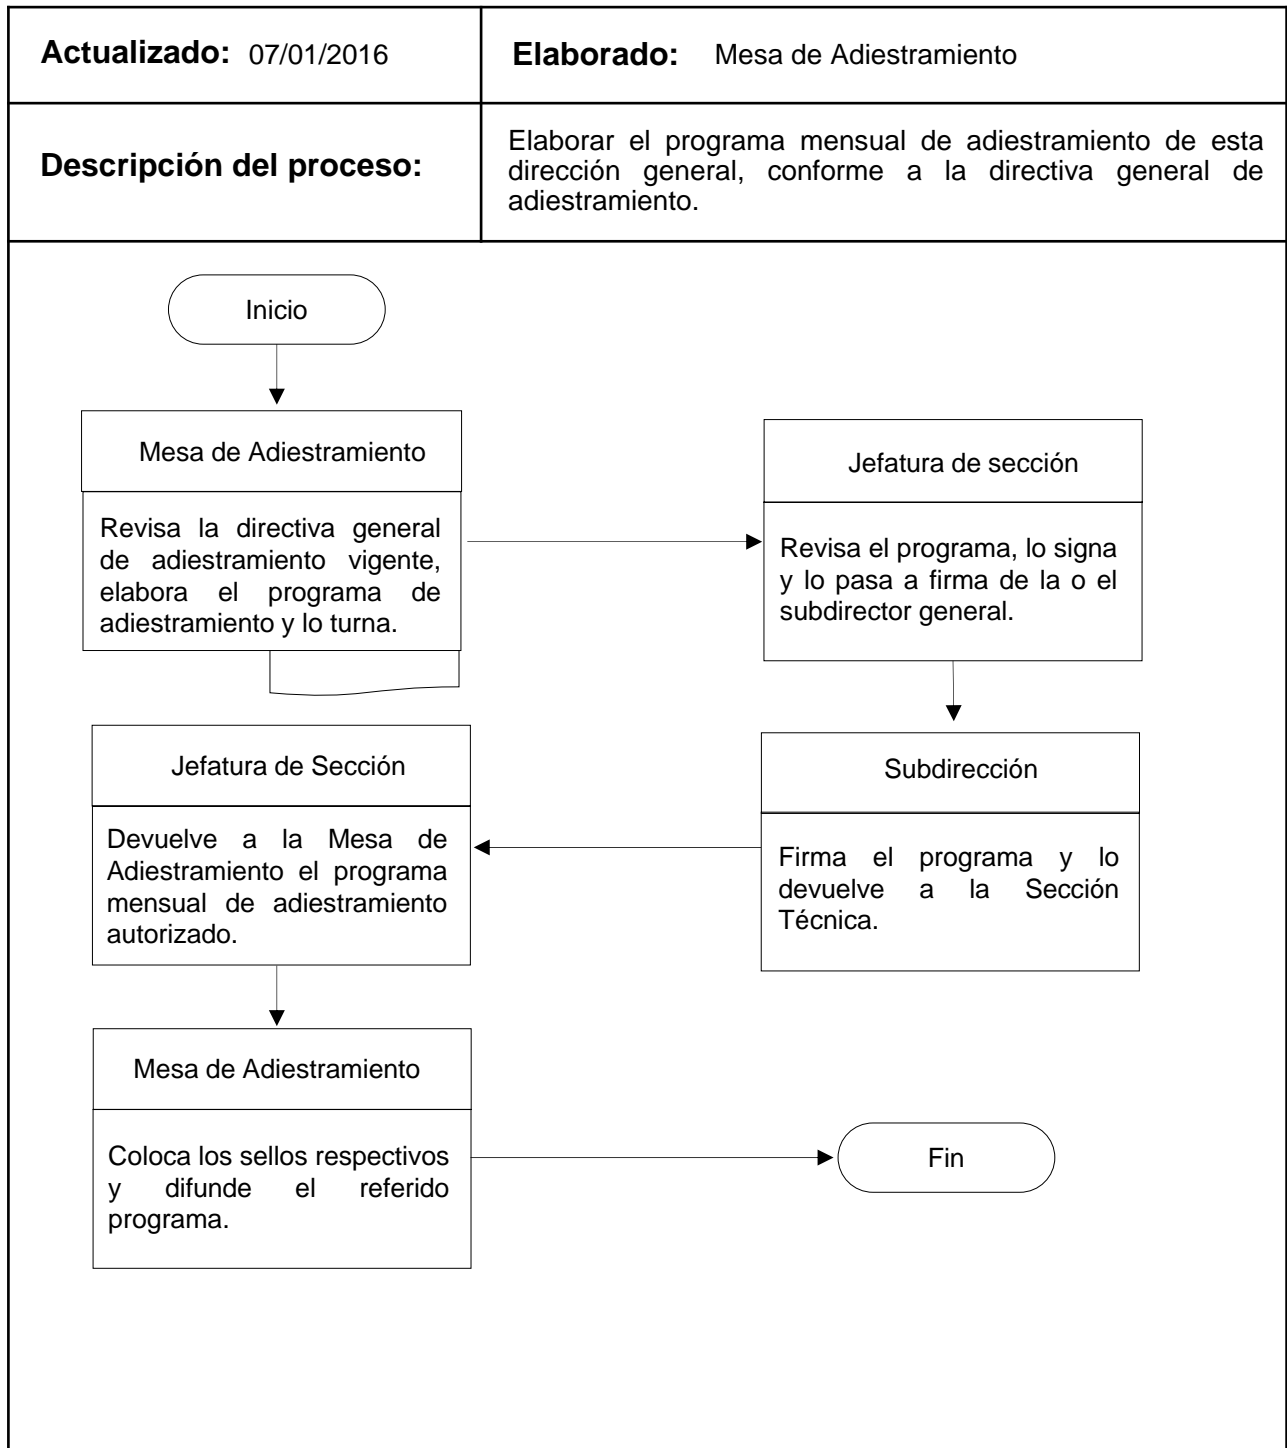 Actualizado: 07/01/2016
Elaborado: Mesa de Adiestramiento
Descripción del proceso:
Elaborar el programa mensual de adiestramiento de esta
dirección general, conforme a la directiva general de
adiestramiento.
Inicio
Mesa de Adiestramiento
Revisa la directiva general
de adiestramiento vigente,
elabora el programa de
adiestramiento y lo turna.
Jefatura de sección
Revisa el programa, lo signa
y lo pasa a firma de la o el
subdirector general.
Subdirección
Firma el programa y lo
devuelve a la Sección
Técnica.
Jefatura de Sección
Devuelve a la Mesa de
Adiestramiento el programa
mensual de adiestramiento
autorizado.
Mesa de Adiestramiento
Coloca los sellos respectivos
y difunde el referido
programa.
Fin